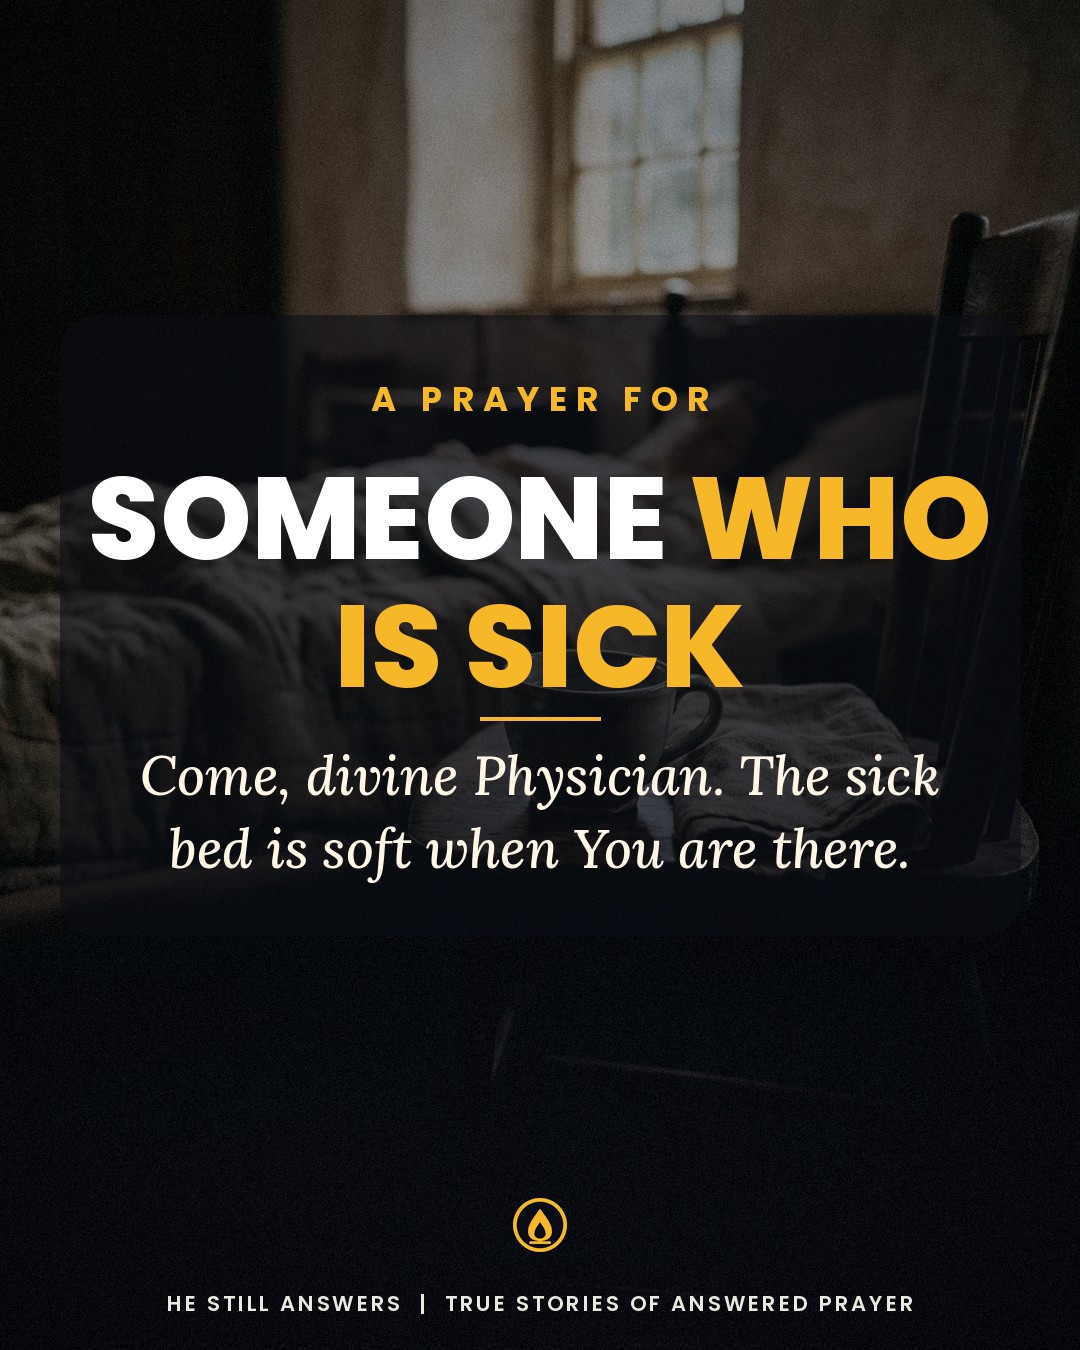 A PRAYER FOR
SOMEONE WHO
IS SICK
Come, divine Physician. The sick
bed is soft when You are there.
HE STILL ANSWERS | TRUE STORIES OF ANSWERED PRAYER